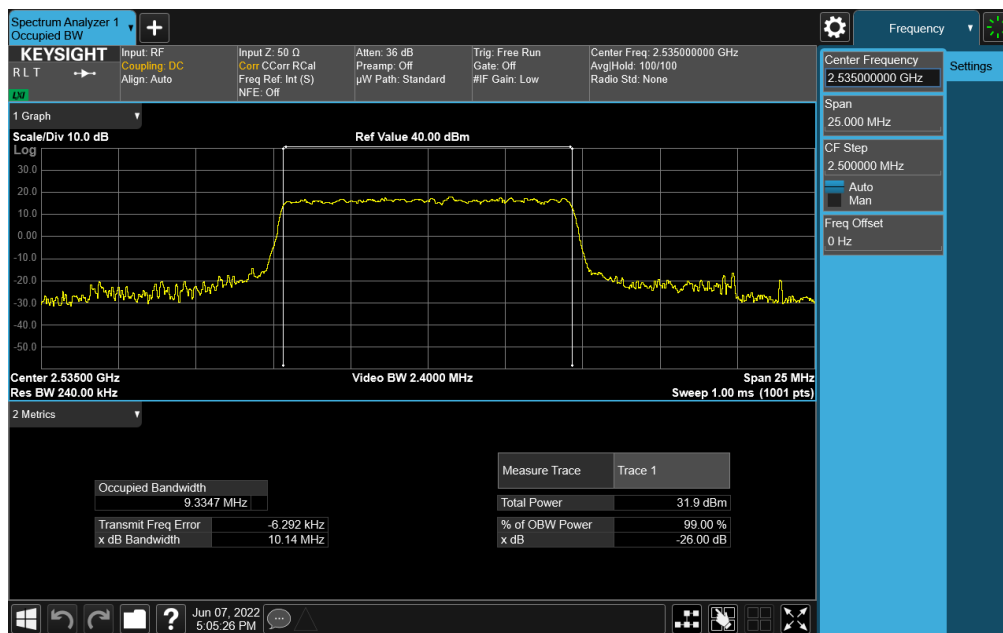 Spectrum Analyzer 1
Occupied BW
Frequency
KEYSIGHT
R L T
LXI
Input: RF
Coupling: DC
Align: Auto
Input Z: 50 Ω
Corr CCorr RCal
Freq Ref: Int (S)
NFE: Off
Atten: 36 dB
Preamp: Off
µW Path: Standard
Trig: Free Run
Gate: Off
#IF Gain: Low
Center Freq: 2.535000000 GHz
Avg|Hold: 100/100
Radio Std: None
Center Frequency
2.535000000 GHz
Settings
Span
25.000 MHz
CF Step
2.500000 MHz
Auto
Man
Freq Offset
0 Hz
1 Graph
Scale/Div 10.0 dB
Ref Value 40.00 dBm
Log
30.0
20.0
10.0
0.00
-10.0
-20.0
-30.0
-40.0
-50.0
Center 2.53500 GHz
Video BW 2.4000 MHz
Span 25 MHz
Res BW 240.00 kHz
Sweep 1.00 ms (1001 pts)
2 Metrics
Measure Trace Trace 1
Occupied Bandwidth
9.3347 MHz
Total Power 31.9 dBm
Transmit Freq Error -6.292 kHz
% of OBW Power 99.00 %
x dB Bandwidth 10.14 MHz
x dB -26.00 dB
Jun 07, 2022
5:05:26 PM